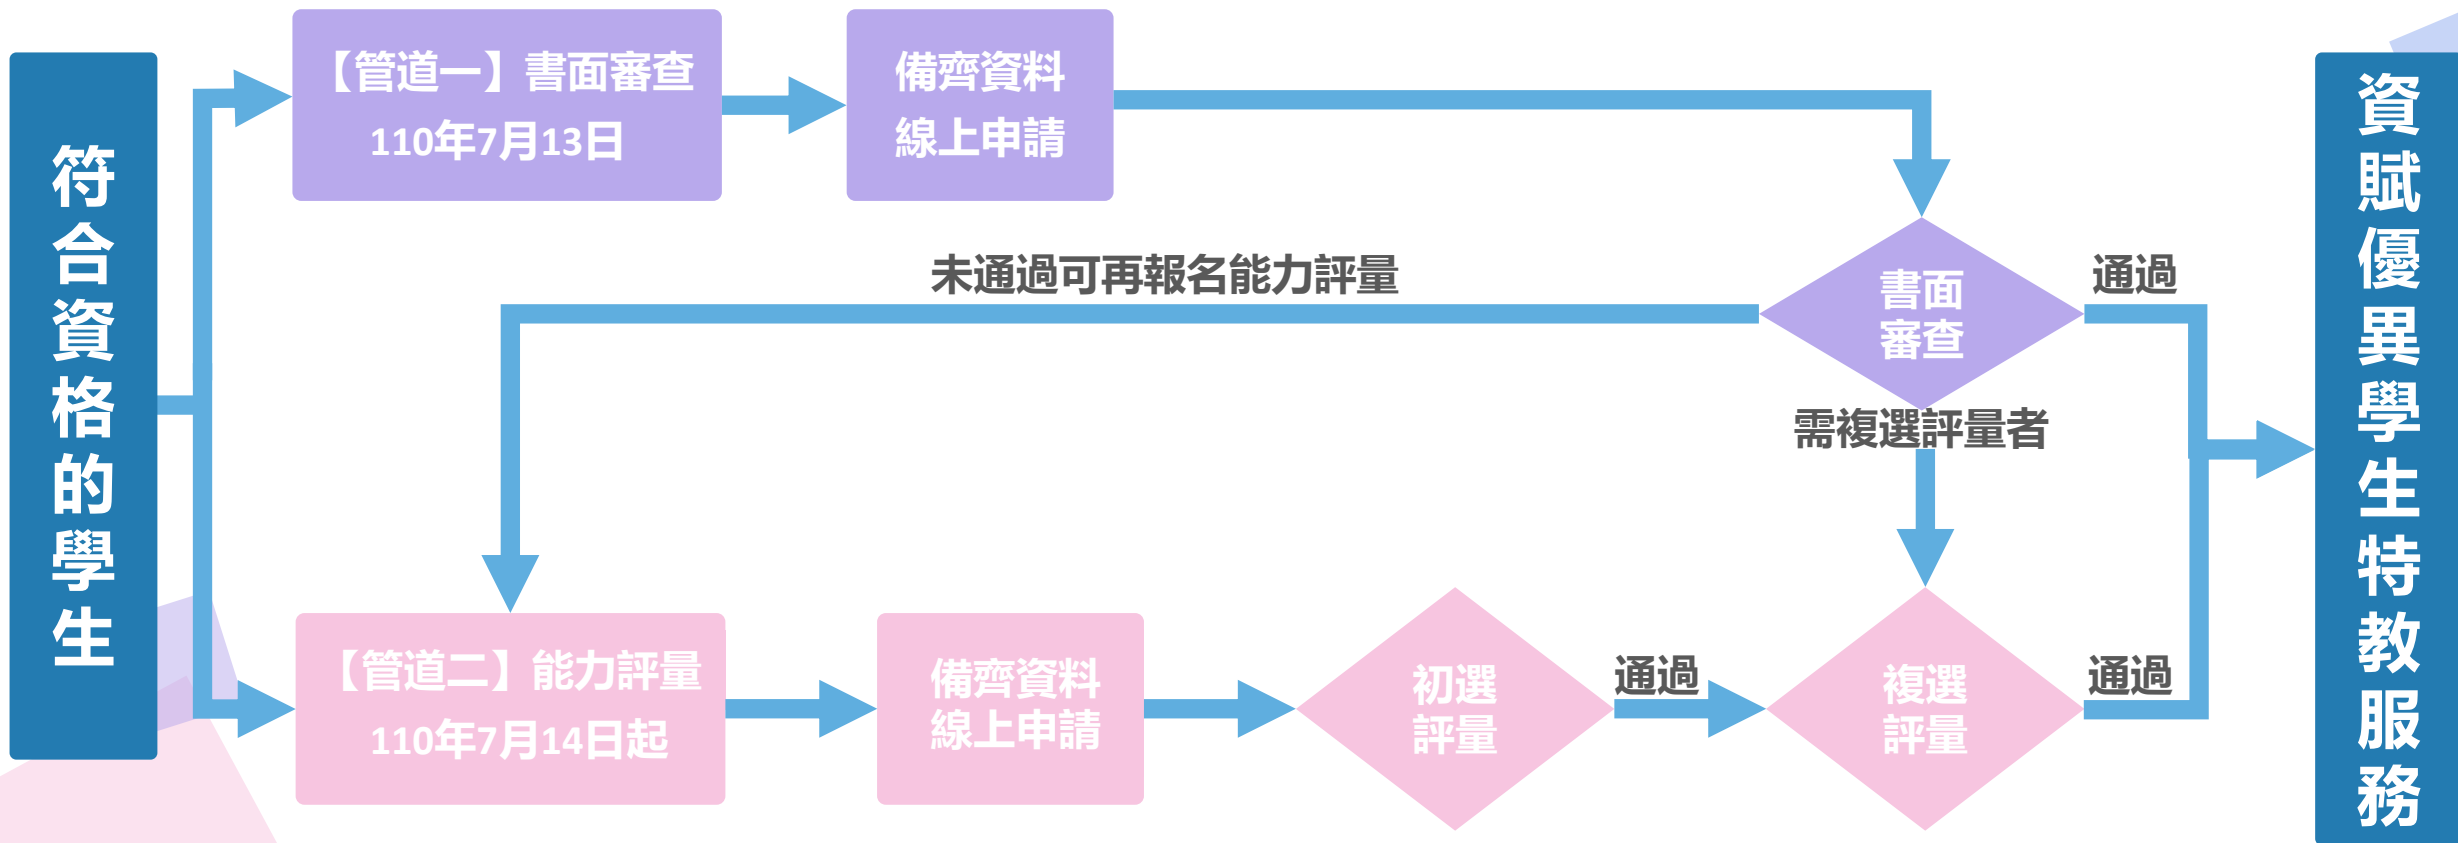 符合資格的學生
【管道一】書面審查
110年7月13日
備齊資料
線上申請
未通過可再報名能力評量
書面
審查
通過
需複選評量者
【管道二】能力評量
110年7月14日起
備齊資料
線上申請
初選
評量
通過
複選
評量
通過
資賦優異學生特教服務